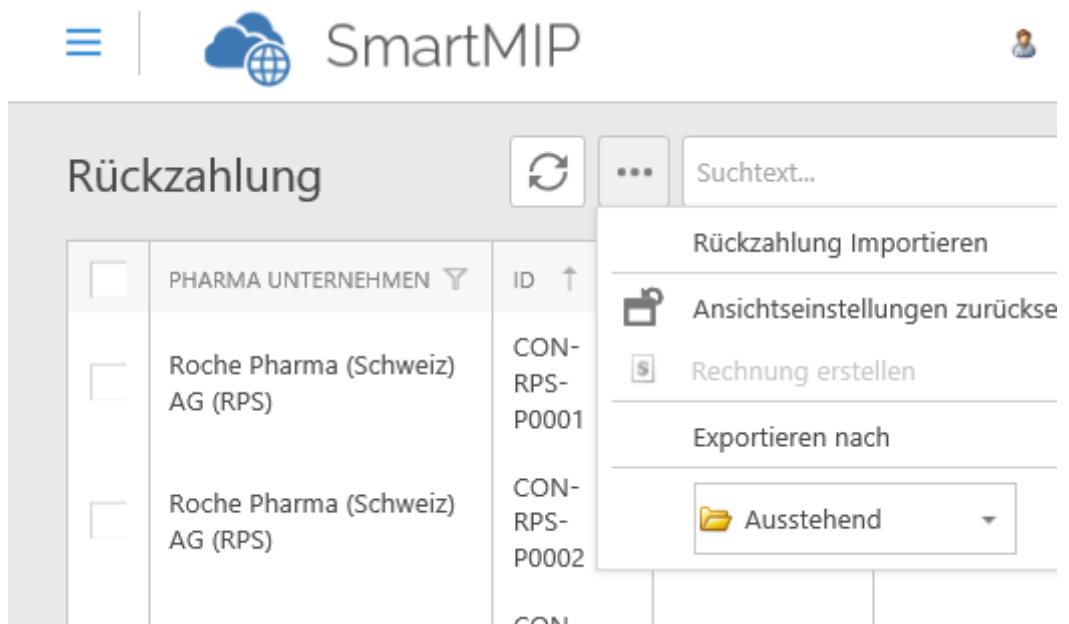 SmartMIP
Rückzahlung
Suchtext...
Rückzahlung Importieren
Ansichtseinstellungen zurückse
Rechnung erstellen
Exportieren nach
Ausstehend
PHARMA UNTERNEHMEN
ID
Roche Pharma (Schweiz)
AG (RPS)
CON-
RPS-
P0001
Roche Pharma (Schweiz)
AG (RPS)
CON-
RPS-
P0002
CON-